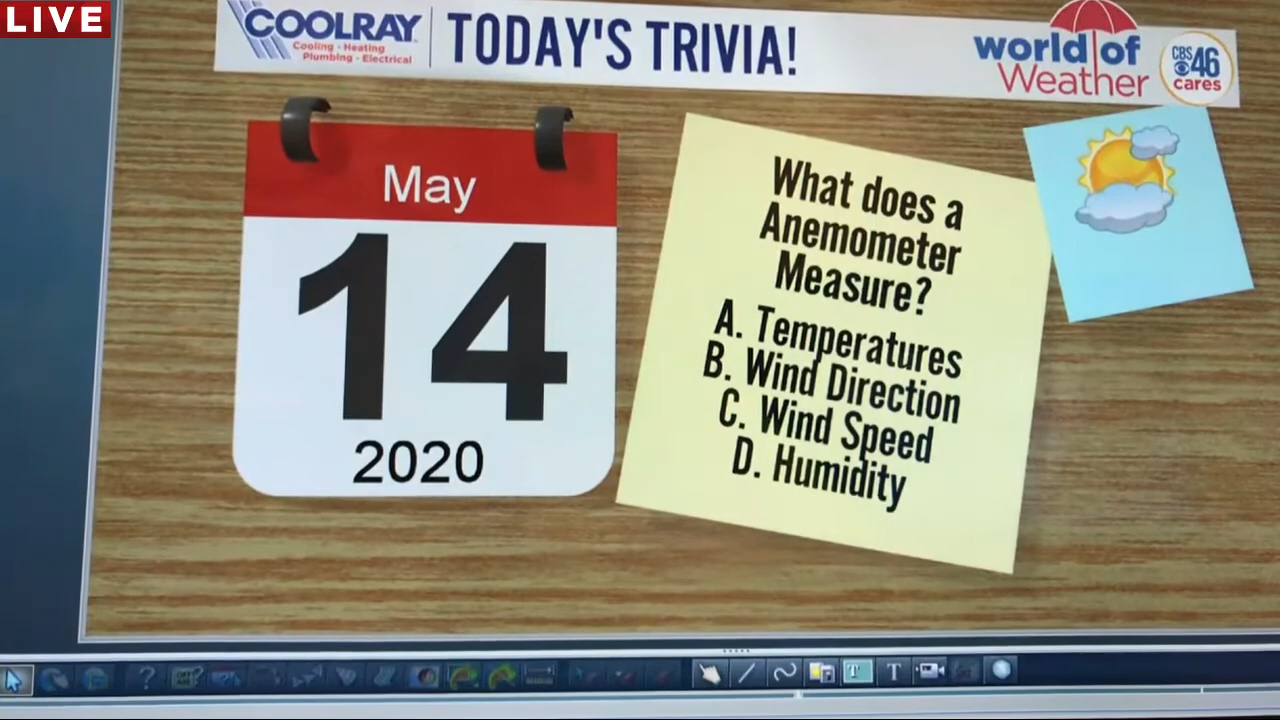 LIVE
COOLRAY
Cooling - Heating
Plumbing - Electrical
TODAY'S TRIVIA!
world of
Weather
CBS
46
cares
May
14
2020
What does a
Anemometer
Measure?
A. Temperatures
B. Wind Direction
C. Wind Speed
D. Humidity
?
T
T